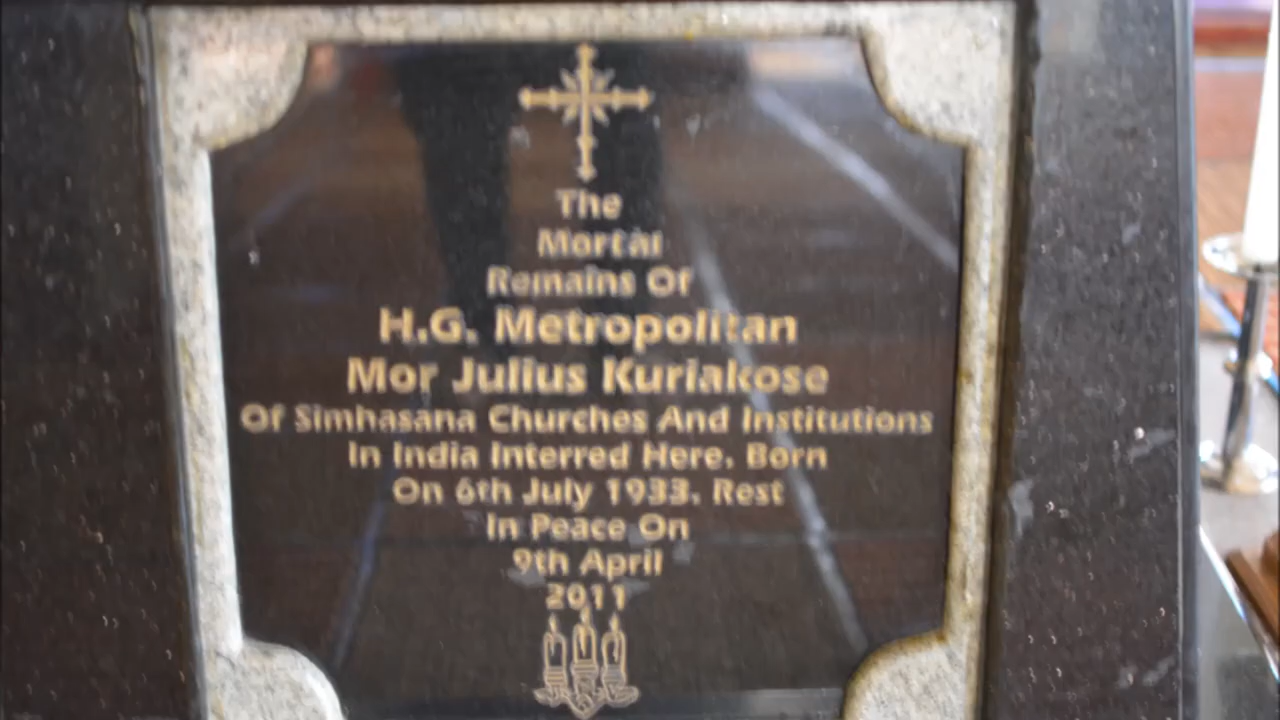 The
Mortal
Remains Of
H.G. Metropolitan
Mor Julius Kuriakose
Of Simhasana Churches And Institutions
In India Interred Here. Born
On 6th July 1933. Rest
In Peace On
9th April
2011